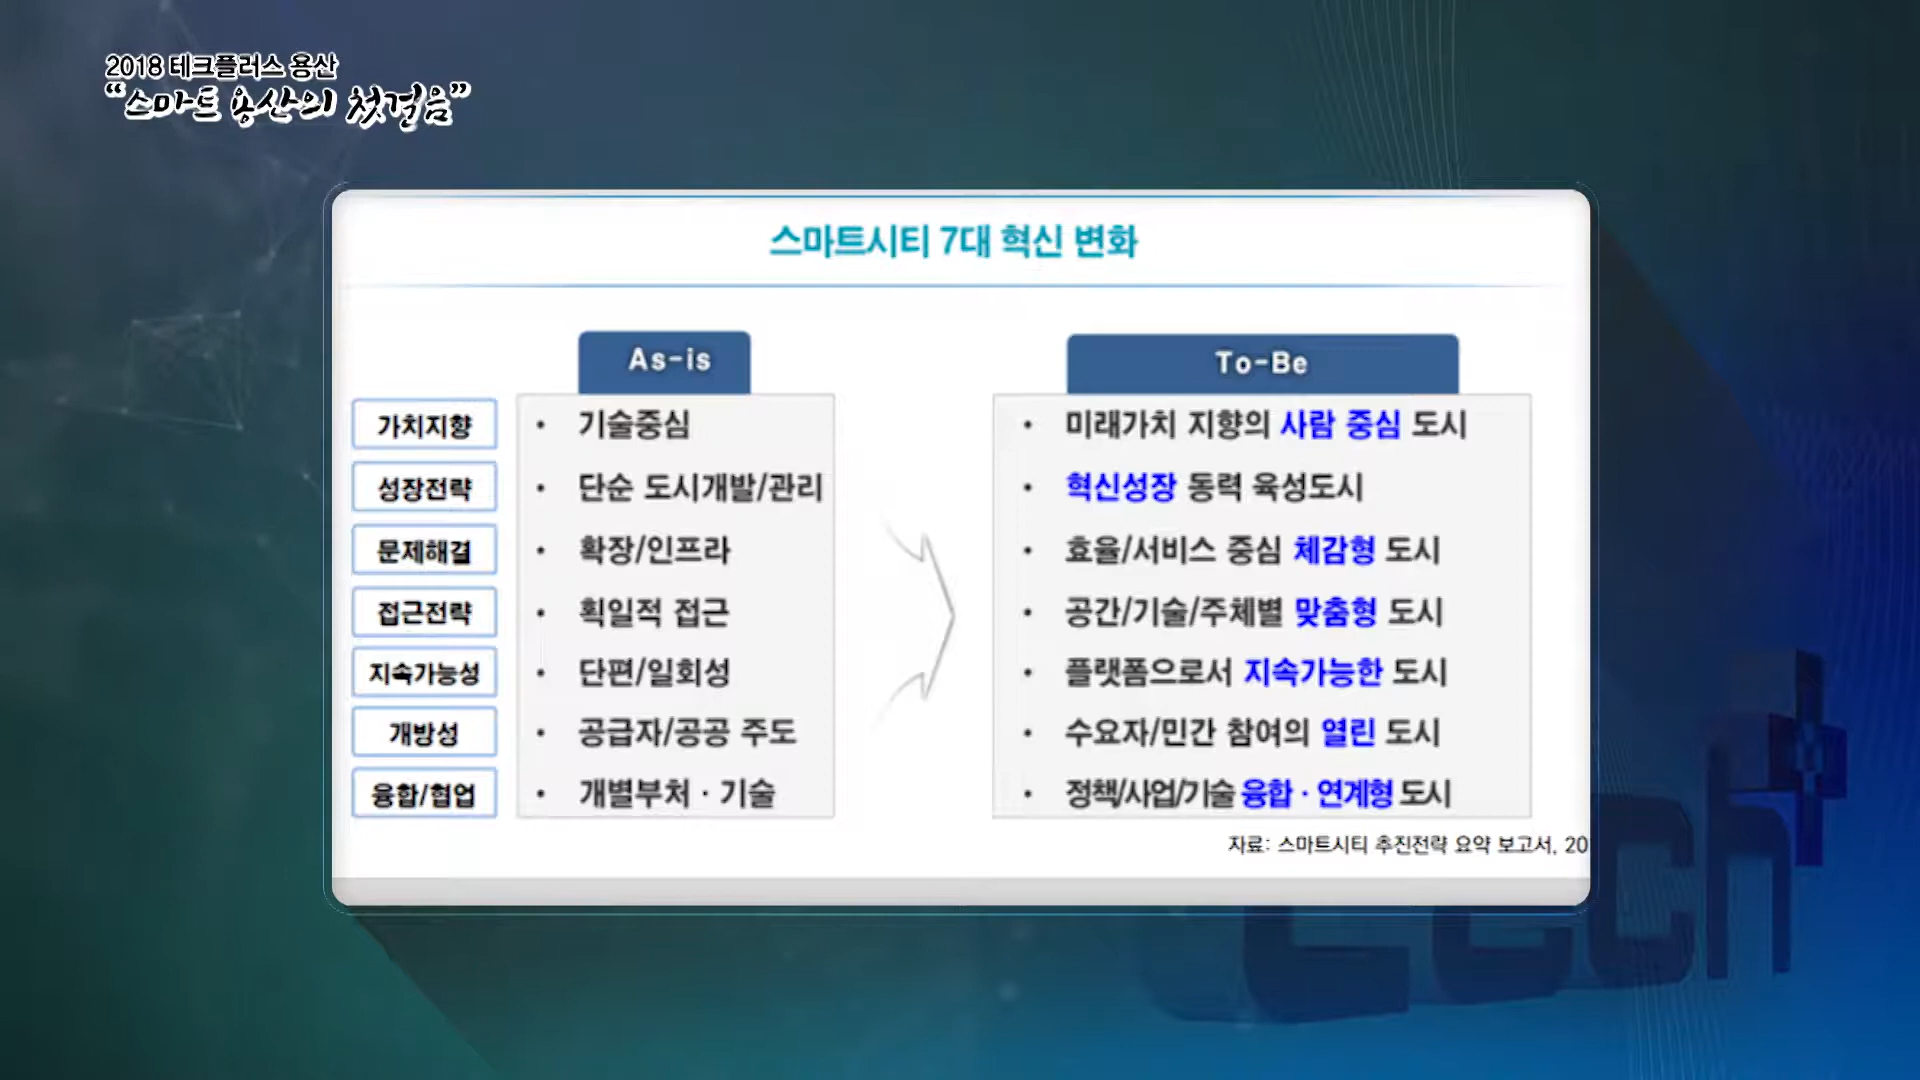 2018 테크플러스 용산
“스마트 용산의 첫걸음”
스마트시티 7대 혁신 변화
As-is
To-Be
가치지향 • 기술중심 • 미래가치 지향의 사람 중심 도시
성장전략 • 단순 도시개발/관리 • 혁신성장 동력 육성도시
문제해결 • 확장/인프라 • 효율/서비스 중심 체감형 도시
접근전략 • 획일적 접근 • 공간/기술/주체별 맞춤형 도시
지속가능성 • 단편/일회성 • 플랫폼으로서 지속가능한 도시
개방성 • 공급자/공공 주도 • 수요자/민간 참여의 열린 도시
융합/협업 • 개별부처 · 기술 • 정책/사업/기술 융합 · 연계형 도시
자료: 스마트시티 추진전략 요약 보고서, 20
tech+